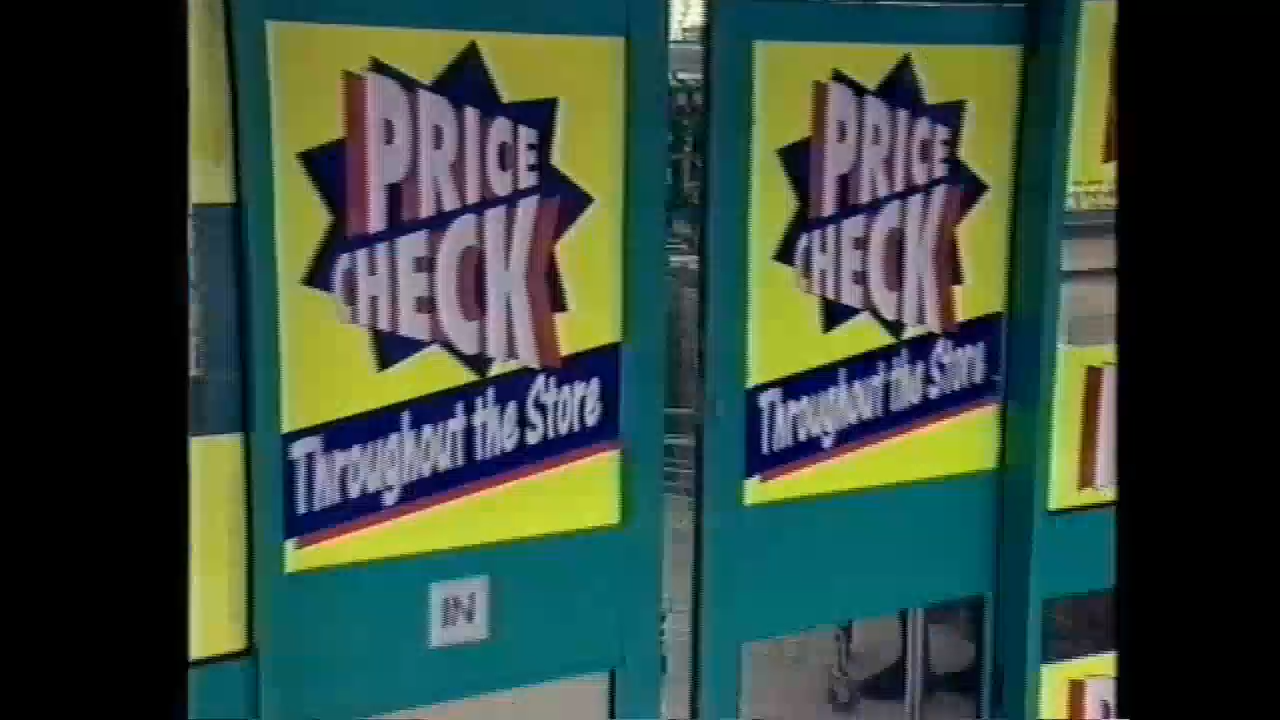 PRICE
CHECK
Throughout the Store
IN
PRICE
CHECK
Throughout the Store